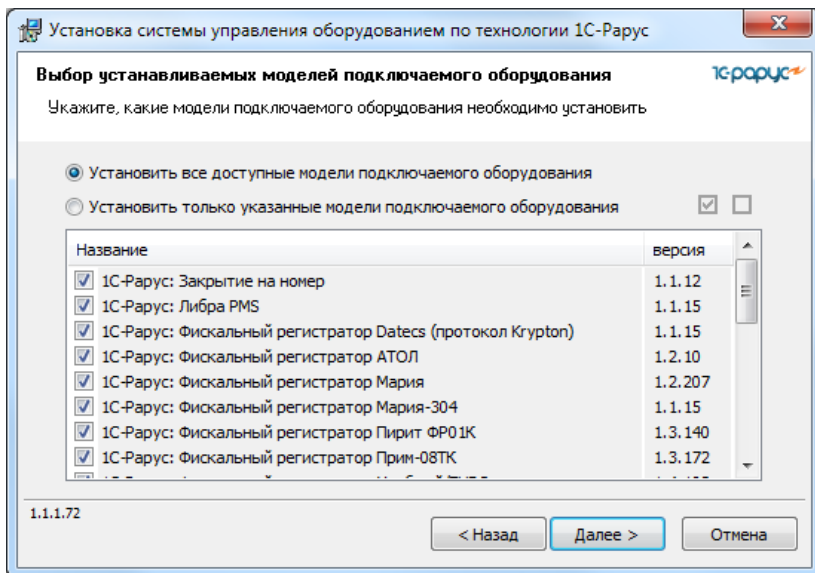 Установка системы управления оборудованием по технологии 1С-Рарус
Выбор устанавливаемых моделей подключаемого оборудования
1С·рарус
Укажите, какие модели подключаемого оборудования необходимо установить
Установить все доступные модели подключаемого оборудования
Установить только указанные модели подключаемого оборудования
Название версия
1С-Рарус: Закрытие на номер 1.1.12
1С-Рарус: Либра PMS 1.1.15
1С-Рарус: Фискальный регистратор Datecs (протокол Krypton) 1.1.15
1С-Рарус: Фискальный регистратор АТОЛ 1.2.10
1С-Рарус: Фискальный регистратор Мария 1.2.207
1С-Рарус: Фискальный регистратор Мария-304 1.1.15
1С-Рарус: Фискальный регистратор Пирит ФР01К 1.3.140
1С-Рарус: Фискальный регистратор Прим-08ТК 1.3.172
1.1.1.72
< Назад Далее > Отмена